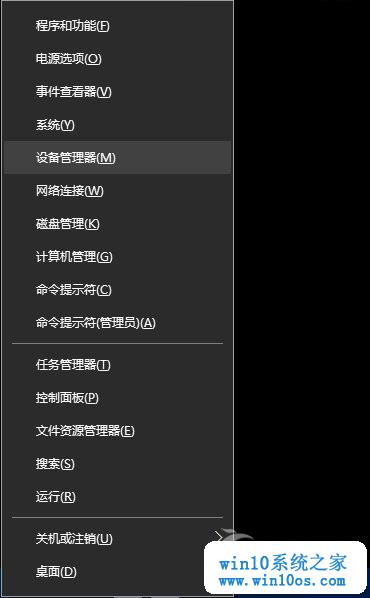 程序和功能(F)
电源选项(O)
事件查看器(V)
系统(Y)
设备管理器(M)
网络连接(W)
磁盘管理(K)
计算机管理(G)
命令提示符(C)
命令提示符(管理员)(A)
任务管理器(T)
控制面板(P)
文件资源管理器(E)
搜索(S)
运行(R)
关机或注销(U)
桌面(D)
win10系统之家
www.win10os.com